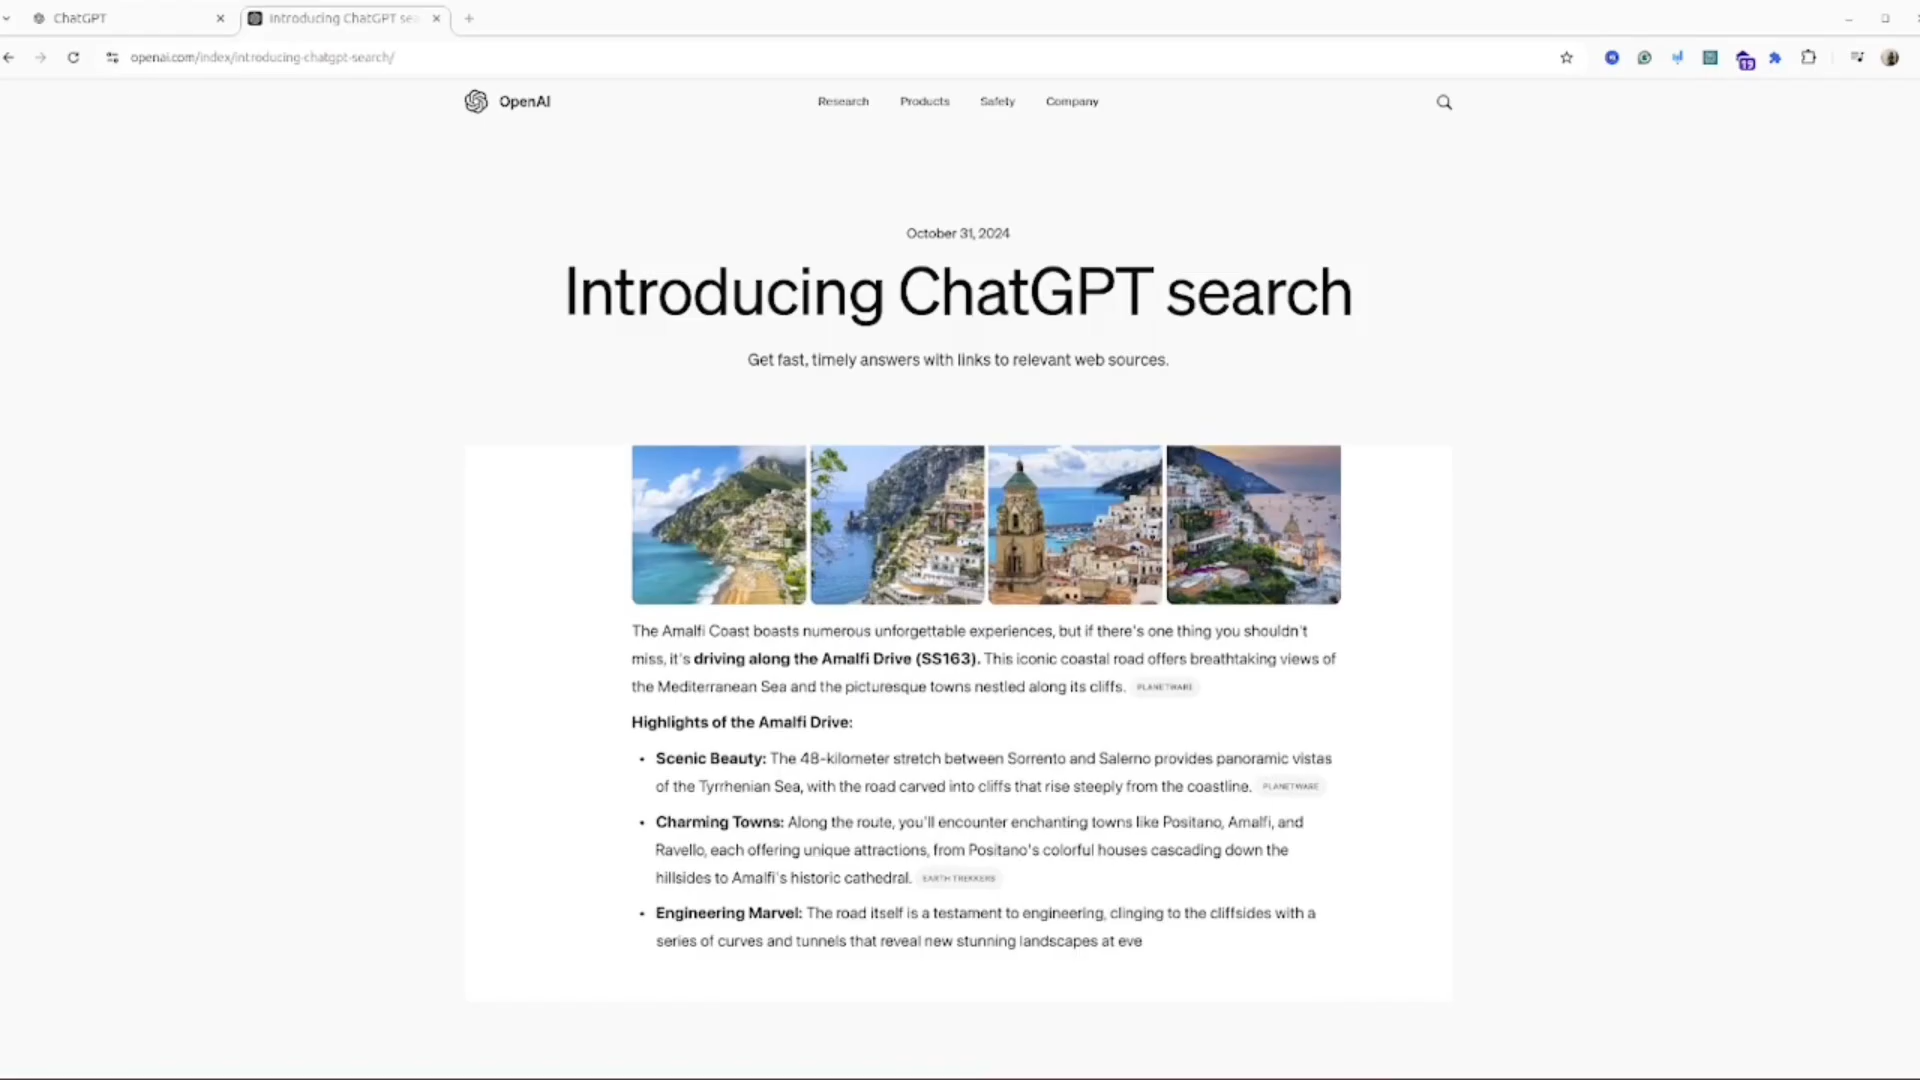 ChatGPT
Introducing ChatGPT sea
openai.com/index/introducing-chatgpt-search/
19
OpenAI
Research
Products
Safety
Company
October 31, 2024
Introducing ChatGPT search
Get fast, timely answers with links to relevant web sources.
The Amalfi Coast boasts numerous unforgettable experiences, but if there's one thing you shouldn't
miss, it's driving along the Amalfi Drive (SS163). This iconic coastal road offers breathtaking views of
the Mediterranean Sea and the picturesque towns nestled along its cliffs. PLANETWARE
Highlights of the Amalfi Drive:
• Scenic Beauty: The 48-kilometer stretch between Sorrento and Salerno provides panoramic vistas
of the Tyrrhenian Sea, with the road carved into cliffs that rise steeply from the coastline. PLANETWARE
• Charming Towns: Along the route, you'll encounter enchanting towns like Positano, Amalfi, and
Ravello, each offering unique attractions, from Positano's colorful houses cascading down the
hillsides to Amalfi's historic cathedral. EARTH TREKKERS
• Engineering Marvel: The road itself is a testament to engineering, clinging to the cliffsides with a
series of curves and tunnels that reveal new stunning landscapes at eve